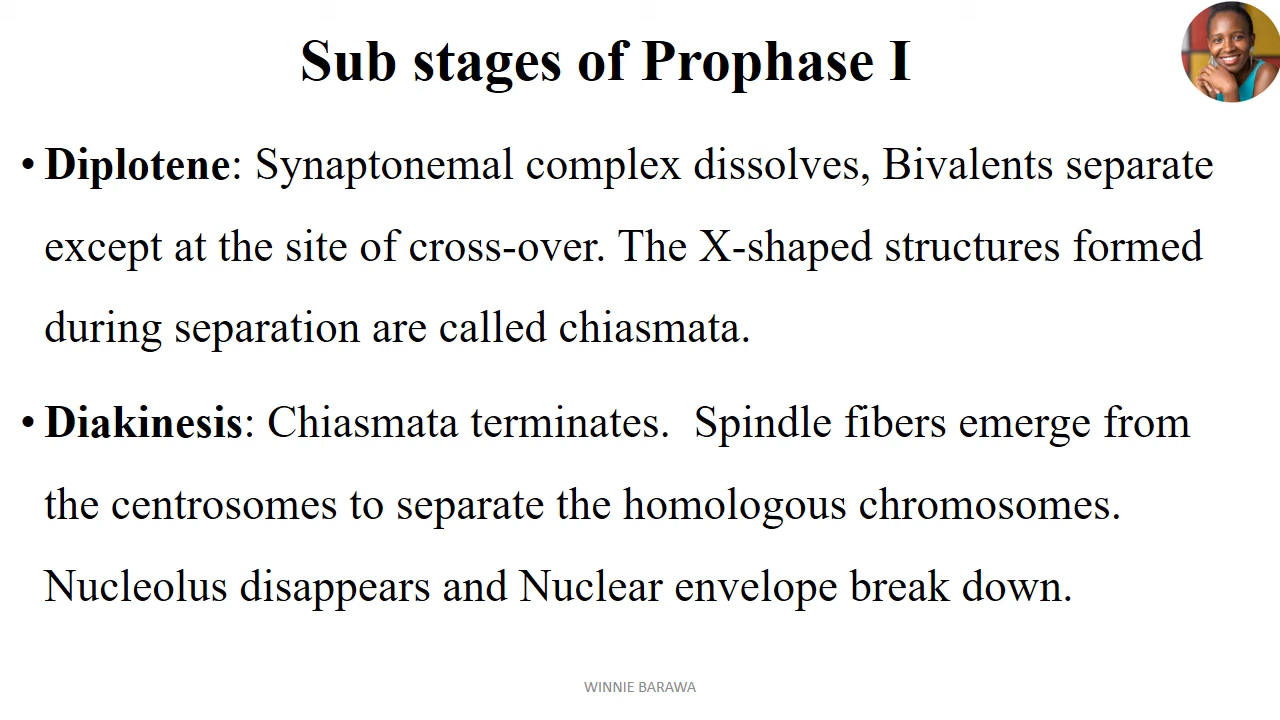 Sub stages of Prophase I
• Diplotene: Synaptonemal complex dissolves, Bivalents separate
except at the site of cross-over. The X-shaped structures formed
during separation are called chiasmata.
• Diakinesis: Chiasmata terminates.  Spindle fibers emerge from
the centrosomes to separate the homologous chromosomes.
Nucleolus disappears and Nuclear envelope break down.
WINNIE BARAWA